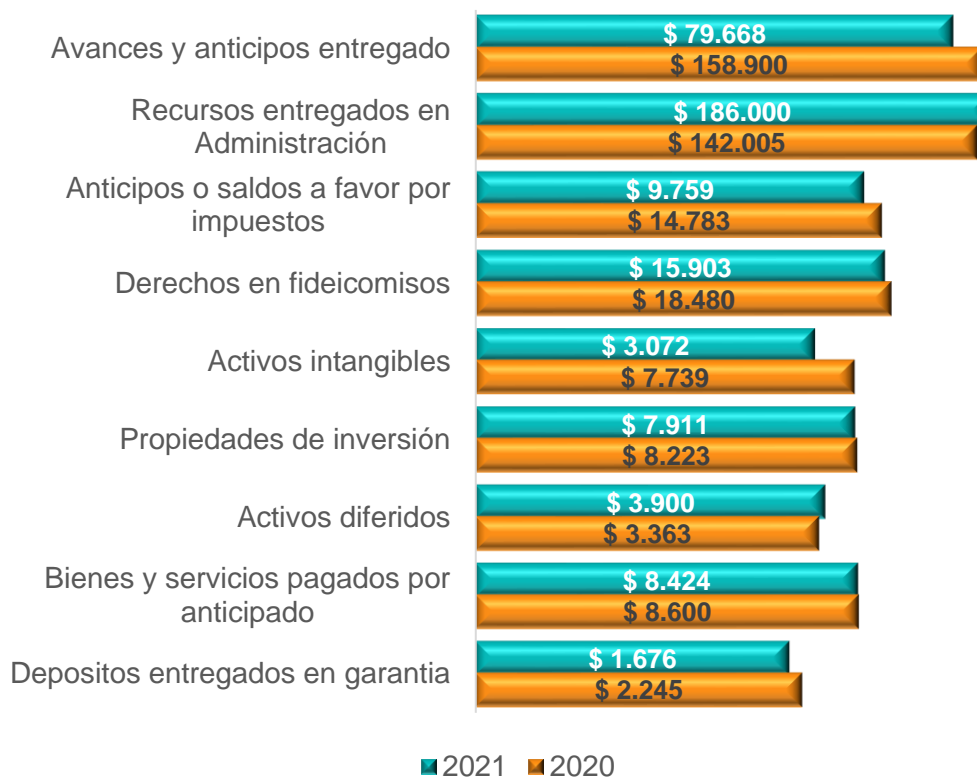 Avances y anticipos entregado
$ 79.668
$ 158.900
Recursos entregados en
Administración
$ 186.000
$ 142.005
Anticipos o saldos a favor por
impuestos
$ 9.759
$ 14.783
Derechos en fideicomisos
$ 15.903
$ 18.480
Activos intangibles
$ 3.072
$ 7.739
Propiedades de inversión
$ 7.911
$ 8.223
Activos diferidos
$ 3.900
$ 3.363
Bienes y servicios pagados por
anticipado
$ 8.424
$ 8.600
Depositos entregados en garantia
$ 1.676
$ 2.245
2021 2020